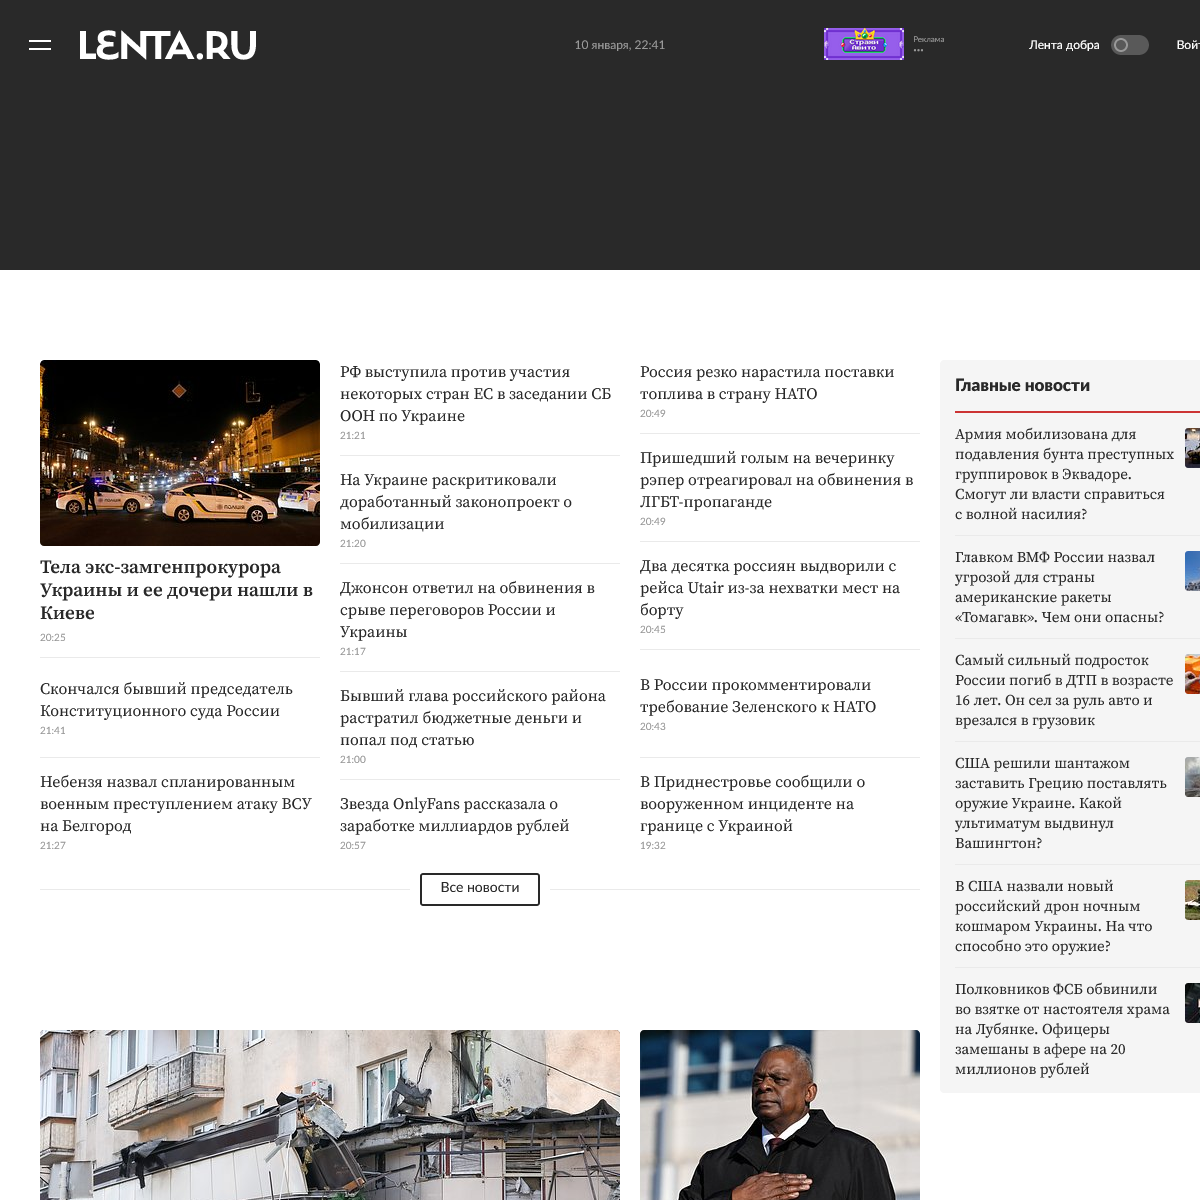 LENTA.RU
10 января, 22:41
Страхи
Авито
Реклама
Лента добра
РФ выступила против участия
некоторых стран ЕС в заседании СБ
ООН по Украине
21:21
На Украине раскритиковали
доработанный законопроект о
мобилизации
21:20
Джонсон ответил на обвинения в
срыве переговоров России и
Украины
21:17
Бывший глава российского района
растратил бюджетные деньги и
попал под статью
21:00
Звезда OnlyFans рассказала о
заработке миллиардов рублей
20:57
Тела экс-замгенпрокурора
Украины и ее дочери нашли в
Киеве
20:25
Скончался бывший председатель
Конституционного суда России
21:41
Небензя назвал спланированным
военным преступлением атаку ВСУ
на Белгород
21:27
Россия резко нарастила поставки
топлива в страну НАТО
20:49
Пришедший голым на вечеринку
рэпер отреагировал на обвинения в
ЛГБТ-пропаганде
20:49
Два десятка россиян выдворили с
рейса Utair из-за нехватки мест на
борту
20:45
В России прокомментировали
требование Зеленского к НАТО
20:43
В Приднестровье сообщили о
вооруженном инциденте на
границе с Украиной
19:32
Все новости
Главные новости
Армия мобилизована для
подавления бунта преступных
группировок в Эквадоре.
Смогут ли власти справиться
с волной насилия?
Главком ВМФ России назвал
угрозой для страны
американские ракеты
«Томагавк». Чем они опасны?
Самый сильный подросток
России погиб в ДТП в возрасте
16 лет. Он сел за руль авто и
врезался в грузовик
США решили шантажом
заставить Грецию поставлять
оружие Украине. Какой
ультиматум выдвинул
Вашингтон?
В США назвали новый
российский дрон ночным
кошмаром Украины. На что
способно это оружие?
Полковников ФСБ обвинили
во взятке от настоятеля храма
на Лубянке. Офицеры
замешаны в афере на 20
миллионов рублей